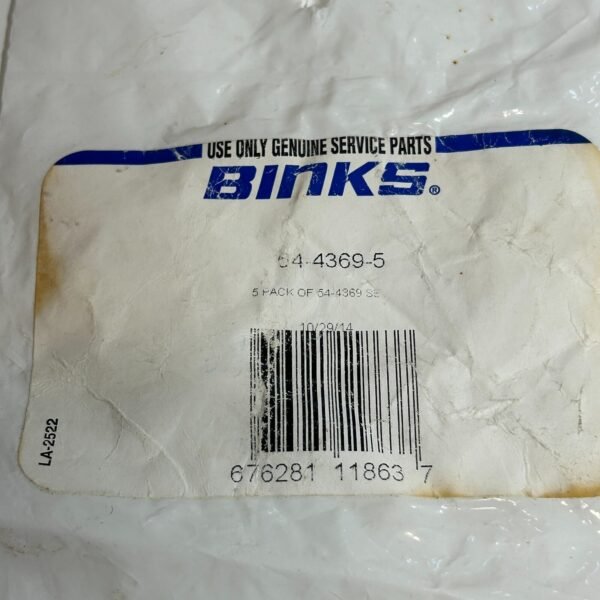 USE ONLY GENUINE SERVICE PARTS
BINKS®
54-4369-5
5 PACK OF 54-4369 SE
10/29/14
LA-2522
676281 11863 7